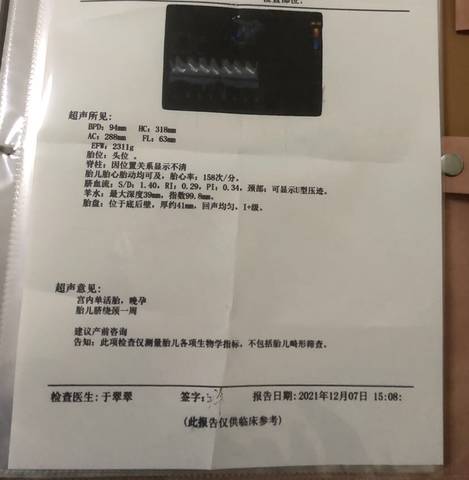 检查部位:
超声所见:
BPD: 94mm HC: 318mm
AC: 288mm FL: 63mm
EFW: 2311g
胎位: 头位 。
脊柱: 因位置关系显示不清
胎儿胎心胎动均可及, 胎心率: 158次/分。
脐血流: S/D: 1.40, RI: 0.29, PI: 0.34, 颈部: 可显示U型压迹。
羊水, 最大深度39mm, 指数99.8mm。
胎盘: 位于底后壁, 厚约41mm, 回声均匀, I+级。
超声意见:
宫内单活胎, 晚孕
胎儿脐绕颈一周
建议产前咨询
告知: 此项检查仅测量胎儿各项生物学指标, 不包括胎儿畸形筛查。
检查医生: 于翠翠 签字: 报告日期: 2021年12月07日 15:08:
(此报告仅供临床参考)